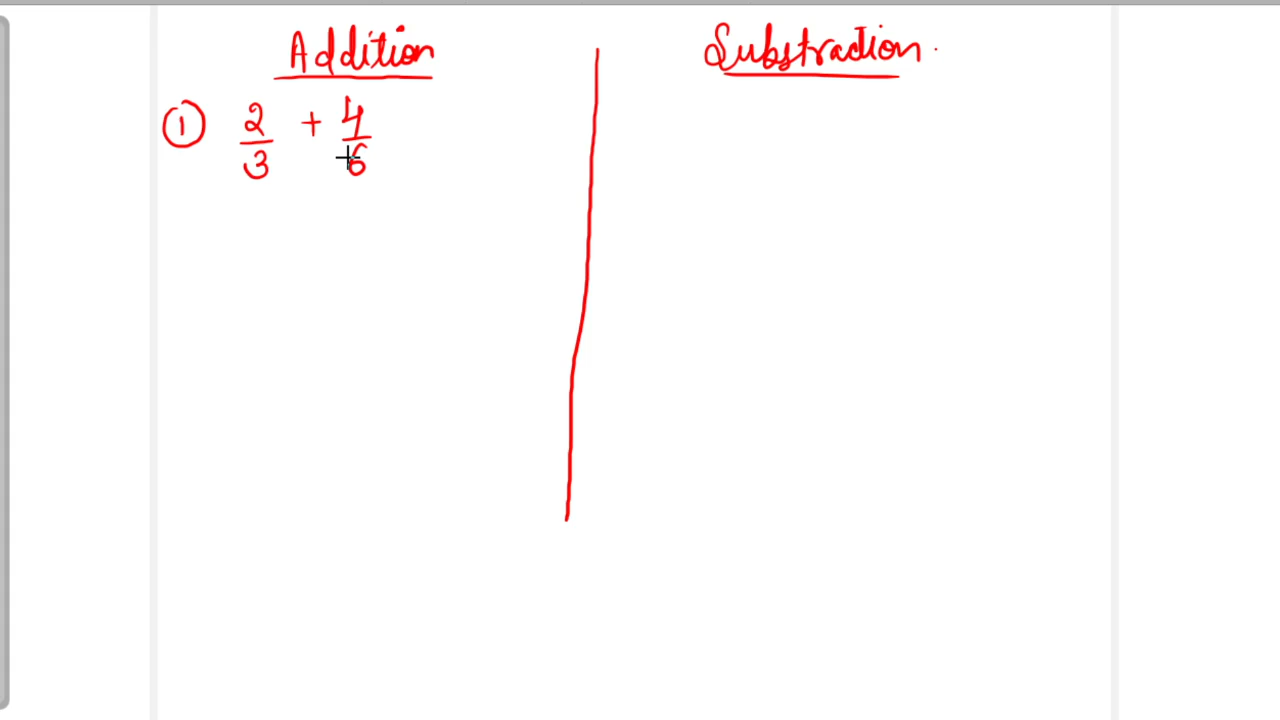 Addition
Substraction.
① 2/3 + 4/6